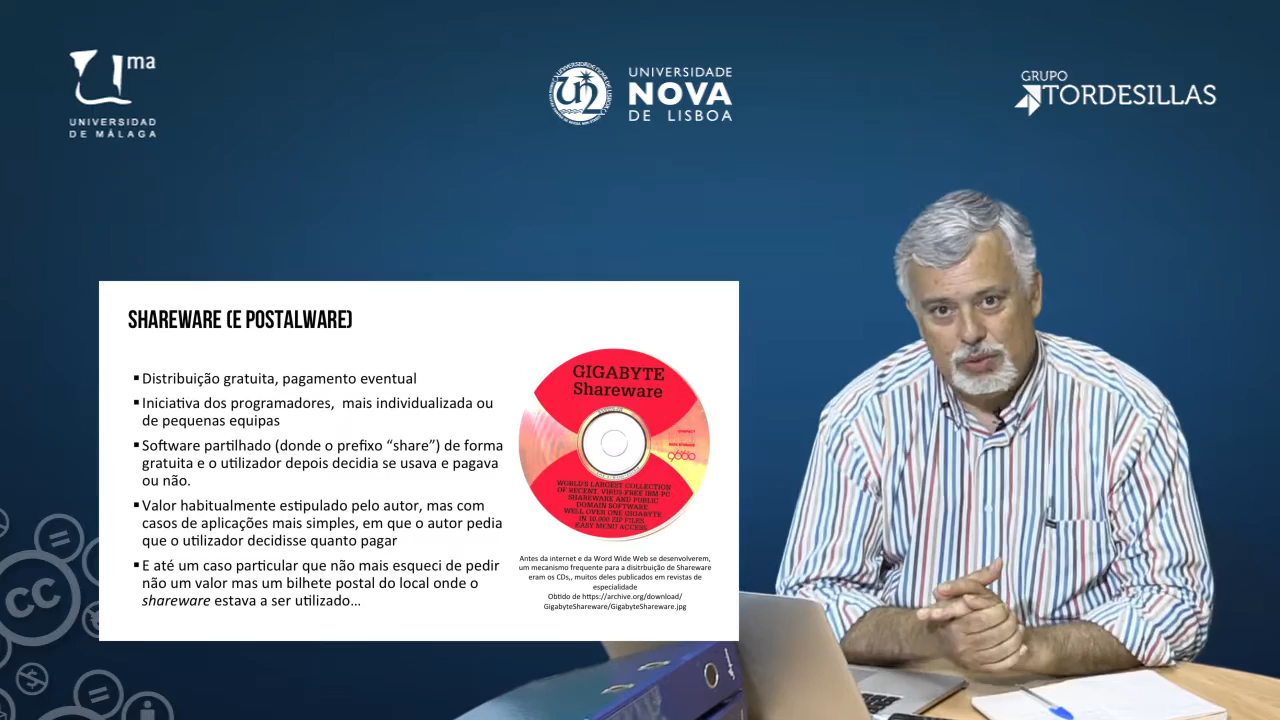 ma
UNIVERSIDAD
DE MÁLAGA
UNIVERSIDADE
NOVA
DE LISBOA
GRUPO
TORDESILLAS
SHAREWARE (E POSTALWARE)
▪ Distribuição gratuita, pagamento eventual
▪ Iniciativa dos programadores, mais individualizada ou
de pequenas equipas
▪ Software partilhato (donde o prefixo “share”) de forma
gratuita e o utilizador depois decidia se usava e pagava
ou não.
▪ Valor habitualmente estipulado pelo autor, mas com
casos de aplicações mais simples, em que o autor pedia
que o utilizador decidisse quanto pagar
▪ E até um caso particular que não mais esqueci de pedir
não um valor mas um bilhete postal do local onde o
shareware estava a ser utilizado...
GIGABYTE
Shareware
WORLD'S LARGEST COLLECTION
OF RECENT, VIRUS-FREE IBM PC
SHAREWARE AND PUBLIC
DOMAIN SOFTWARE
WELL OVER ONE GIGABYTE
IN 10,000 ZIP FILES.
EASY MENU ACCESS.
Antes da internet e da Word Wide Web se desenvolverem,
um mecanismo frequente para a disitrbuição de Shareware
eram os CDs,, muitos deles publicados em revistas de
especialidade
Obtido de https://archive.org/download/
GigabyteShareware/GigabyteShareware.jpg
CC